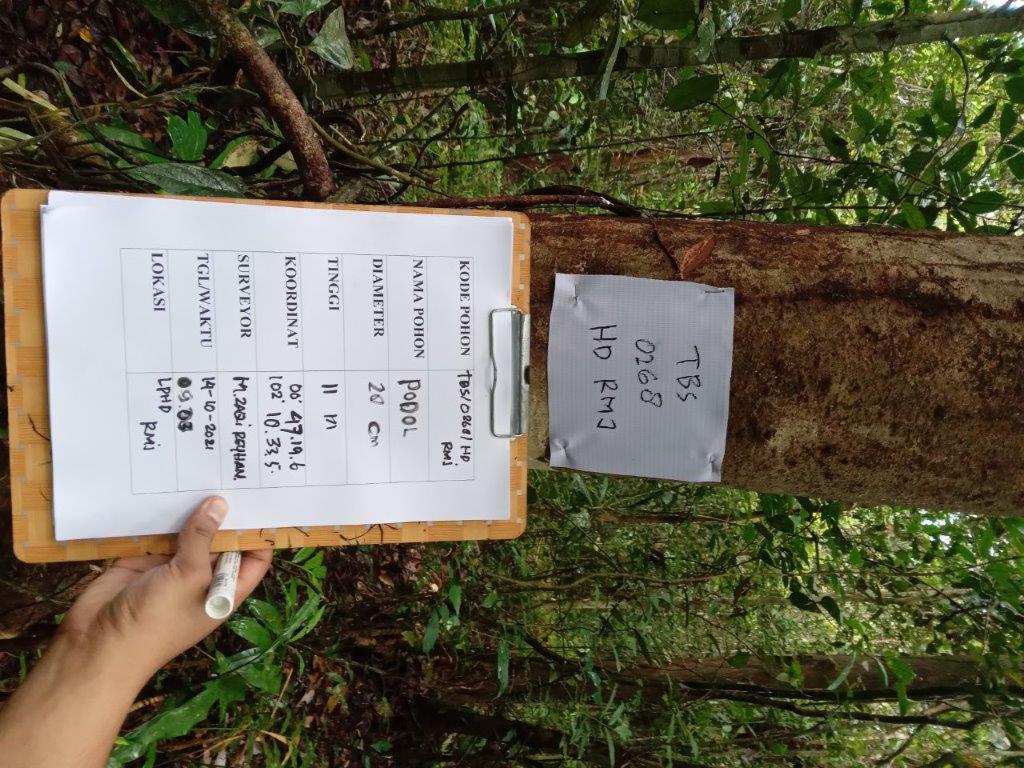 TBS
0268
HD RMJ
KODE POHON TBS/0268/HD
RMJ
NAMA POHON PODOL
DIAMETER 20 cm
TINGGI 11 M
KOORDINAT 00° 47.19.6
102° 10.33.5
SURVEYOR M.ZAQI REYHAN.
TGL/WAKTU 14-10-2021
09.03
LOKASI LPHD
RMJ